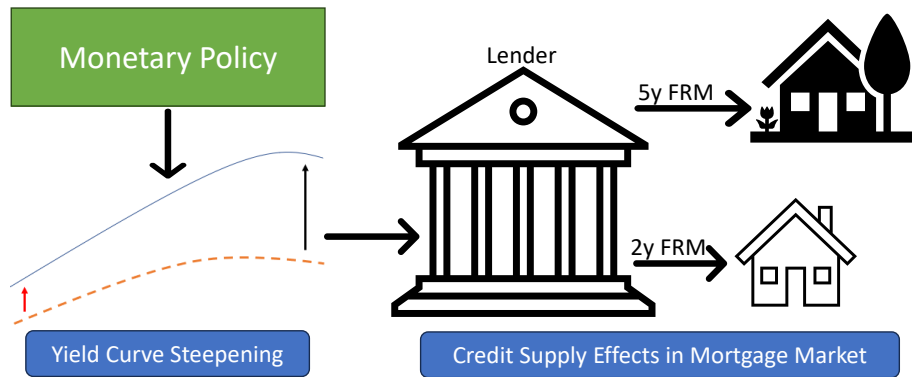 Monetary Policy
Lender
5y FRM
2y FRM
Yield Curve Steepening
Credit Supply Effects in Mortgage Market